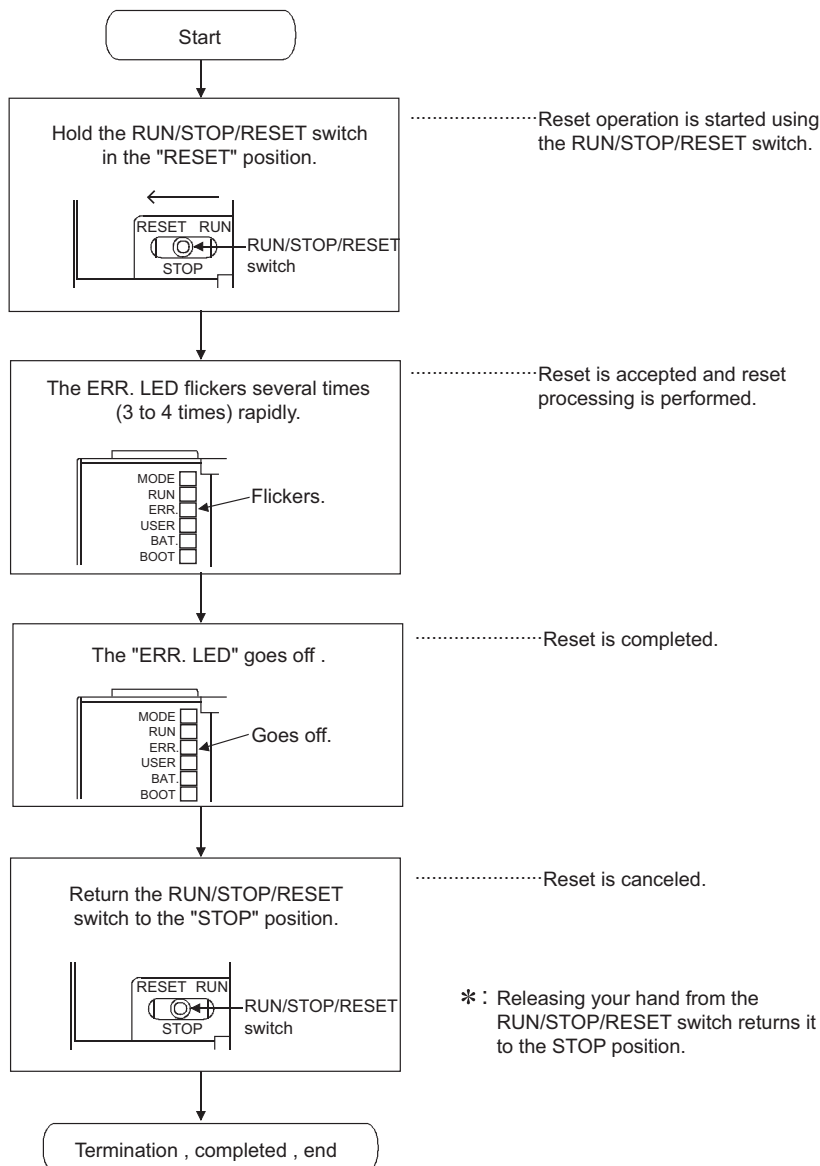 Start
Hold the RUN/STOP/RESET switch
in the "RESET" position.
RESET RUN
STOP
RUN/STOP/RESET
switch
Reset operation is started using
the RUN/STOP/RESET switch.
The ERR. LED flickers several times
(3 to 4 times) rapidly.
MODE
RUN
ERR.
USER
BAT.
BOOT
Flickers.
Reset is accepted and reset
processing is performed.
The "ERR. LED" goes off .
MODE
RUN
ERR.
USER
BAT.
BOOT
Goes off.
Reset is completed.
Return the RUN/STOP/RESET
switch to the "STOP" position.
RESET RUN
STOP
RUN/STOP/RESET
switch
Reset is canceled.
*: Releasing your hand from the
RUN/STOP/RESET switch returns it
to the STOP position.
Termination , completed , end